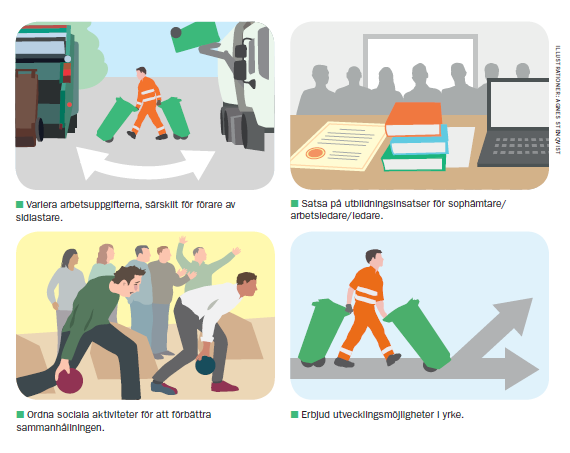 ILLUSTRATIONER: AGNES STENQVIST
■ Variera arbetsuppgifterna, särskilt för förare av
sidlastare.
■ Satsa på utbildningsinsatser för sophämtare/
arbetsledare/ledare.
■ Ordna sociala aktiviteter för att förbättra
sammanhållningen.
■ Erbjud utvecklingsmöjligheter i yrke.